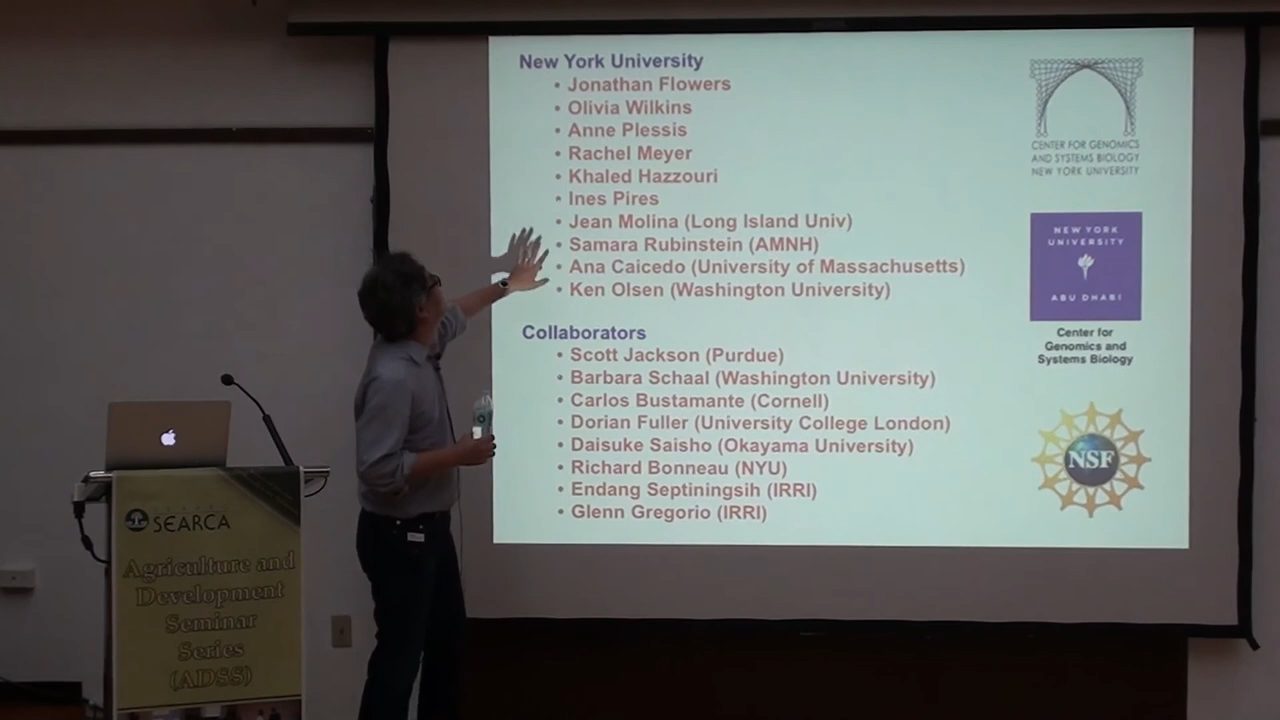 New York University
• Jonathan Flowers
• Olivia Wilkins
• Anne Plessis
• Rachel Meyer
• Khaled Hazzouri
• Ines Pires
• Jean Molina (Long Island Univ)
• Samara Rubinstein (AMNH)
• Ana Caicedo (University of Massachusetts)
• Ken Olsen (Washington University)
Collaborators
• Scott Jackson (Purdue)
• Barbara Schaal (Washington University)
• Carlos Bustamante (Cornell)
• Dorian Fuller (University College London)
• Daisuke Saisho (Okayama University)
• Richard Bonneau (NYU)
• Endang Septiningsih (IRRI)
• Glenn Gregorio (IRRI)
CENTER FOR GENOMICS
AND SYSTEMS BIOLOGY
NEW YORK UNIVERSITY
NEW YORK
UNIVERSITY
ABU DHABI
Center for
Genomics and
Systems Biology
NSF
SEARCA
Agriculture and
Development
Seminar
Series
(ADSS)